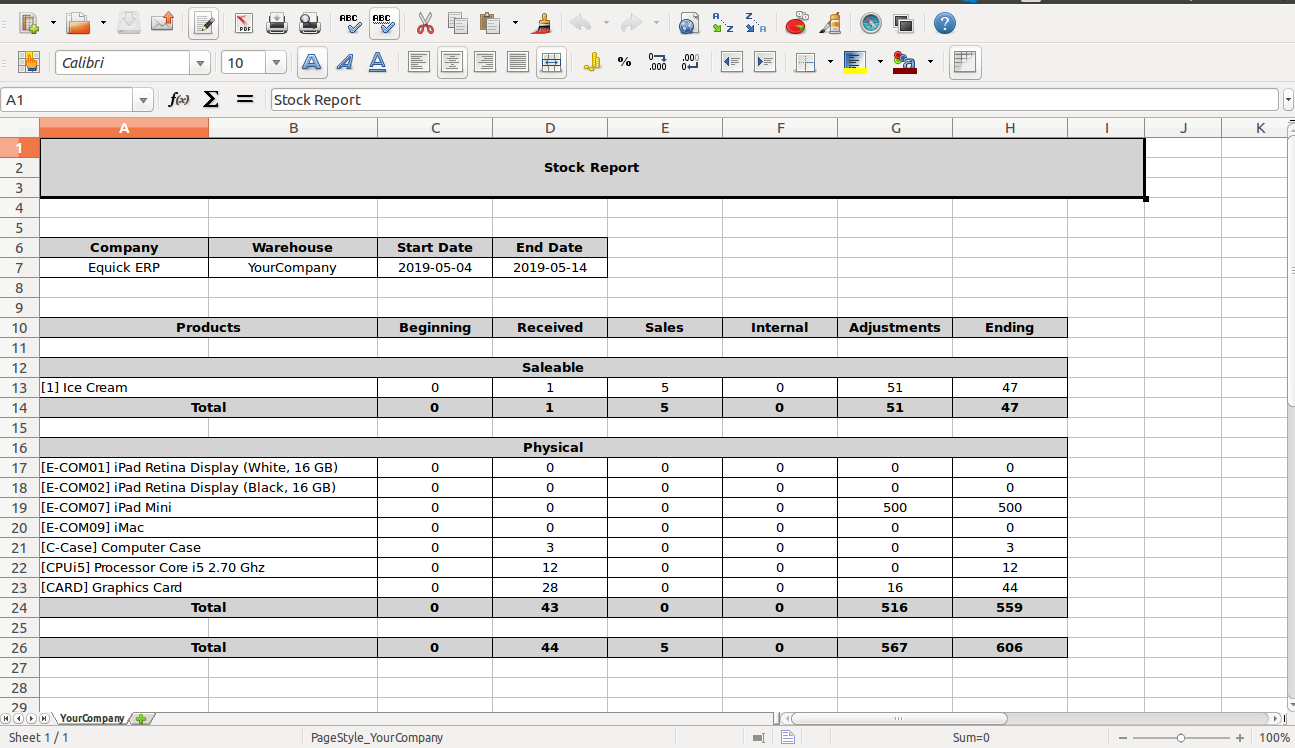 PDF ABC ABC A Z Z A
Calibri 10 A A A % 0 .000 .000 0
A1 f(x) Σ = Stock Report
A B C D E F G H I J K
1
2 Stock Report
3
4
5
6 Company Warehouse Start Date End Date
7 Equick ERP YourCompany 2019-05-04 2019-05-14
8
9
10 Products Beginning Received Sales Internal Adjustments Ending
11
12 Saleable
13 [1] Ice Cream 0 1 5 0 51 47
14 Total 0 1 5 0 51 47
15
16 Physical
17 [E-COM01] iPad Retina Display (White, 16 GB) 0 0 0 0 0 0
18 [E-COM02] iPad Retina Display (Black, 16 GB) 0 0 0 0 0 0
19 [E-COM07] iPad Mini 0 0 0 0 500 500
20 [E-COM09] iMac 0 0 0 0 0 0
21 [C-Case] Computer Case 0 3 0 0 0 3
22 [CPUi5] Processor Core i5 2.70 Ghz 0 12 0 0 0 12
23 [CARD] Graphics Card 0 28 0 0 16 44
24 Total 0 43 0 0 516 559
25
26 Total 0 44 5 0 567 606
27
28
29
YourCompany
Sheet 1 / 1 PageStyle_YourCompany Sum=0 100%